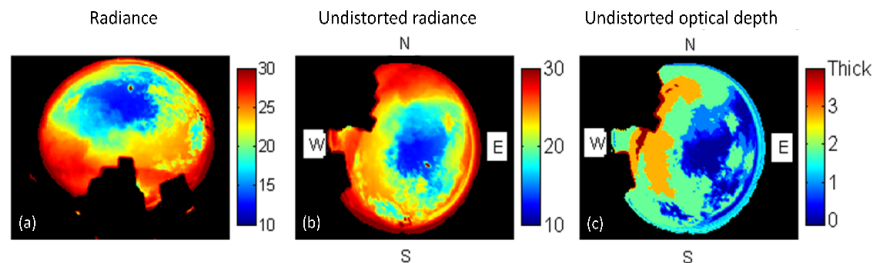 Radiance
Undistorted radiance
Undistorted optical depth
N
N
30
25
20
15
10
(a)
W
E
30
20
10
(b)
W
E
Thick
3
2
1
0
(c)
S
S